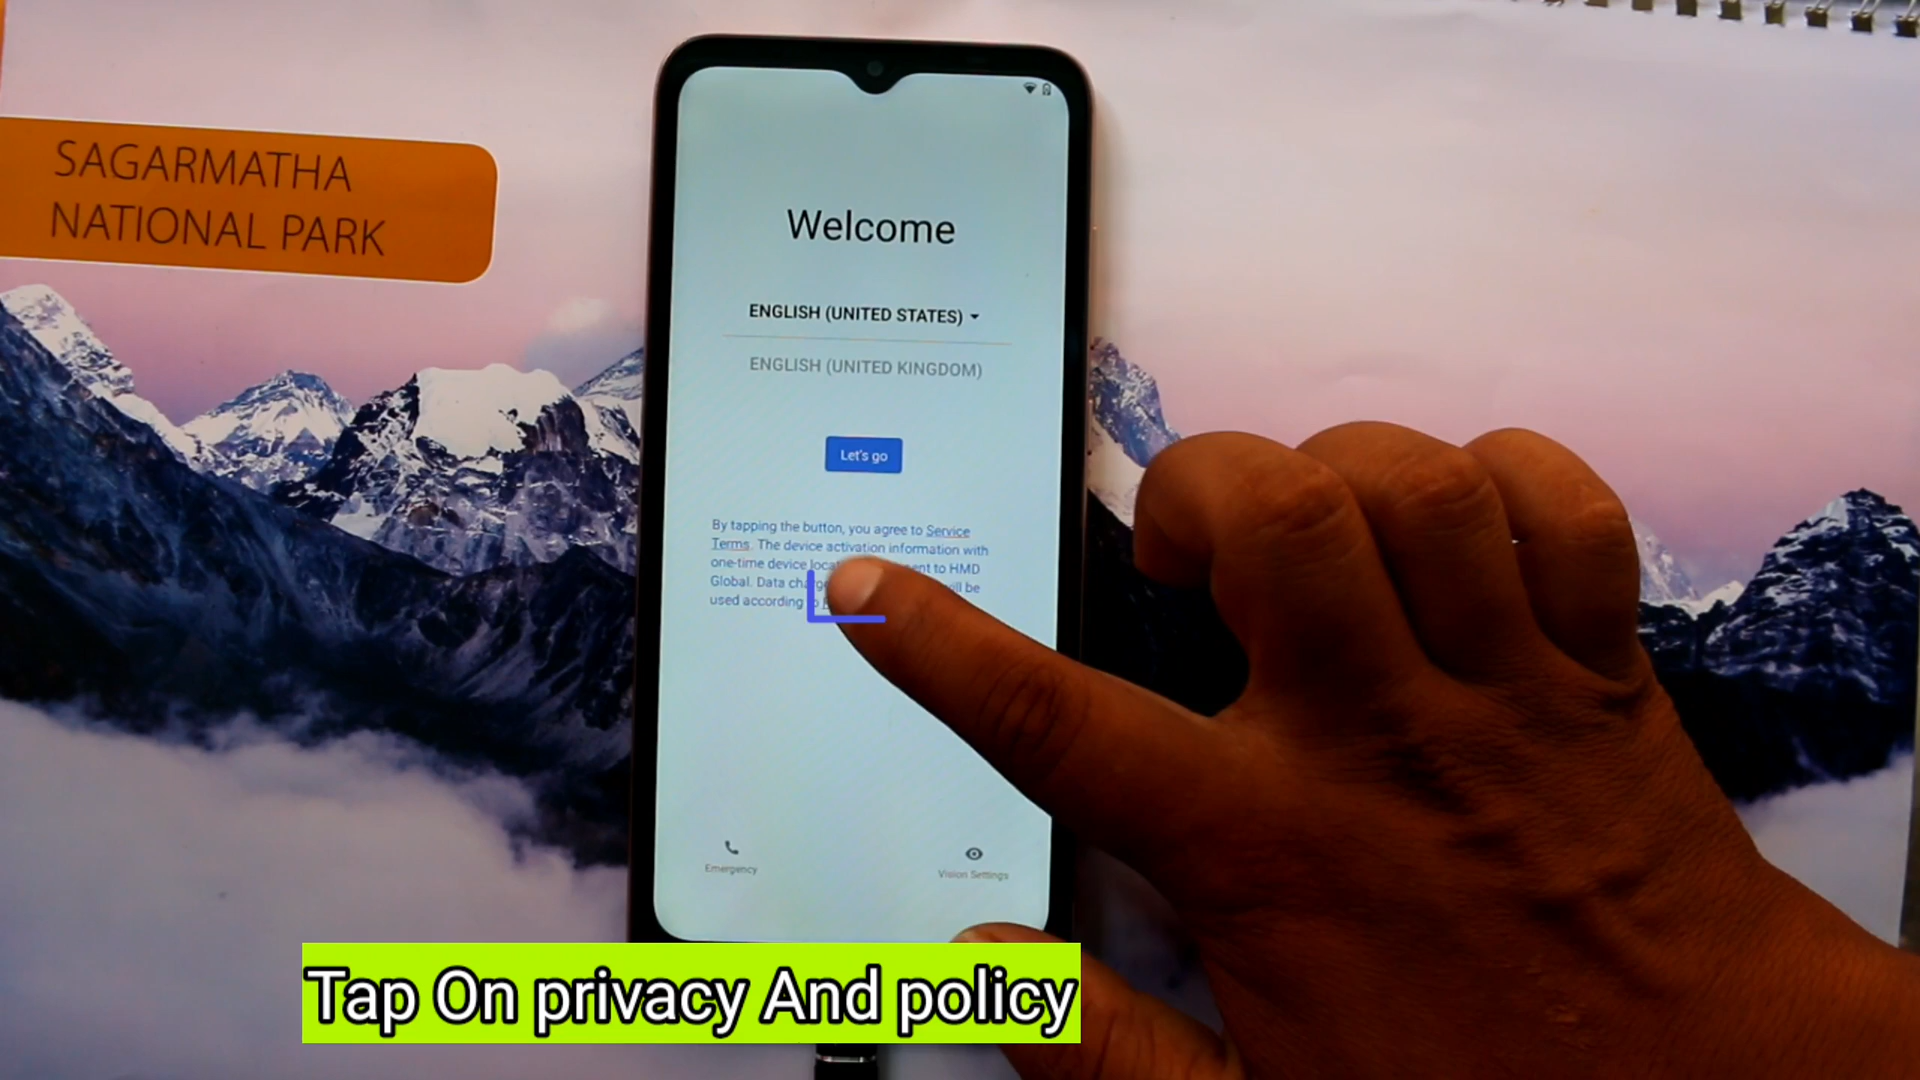 SAGARMATHA
NATIONAL PARK
Welcome
ENGLISH (UNITED STATES)
ENGLISH (UNITED KINGDOM)
Let's go
By tapping the button, you agree to Service
Terms. The device activation information with
one-time device to HMD
Global. Data be
used according
Emergency
Vision Settings
Tap On privacy And policy